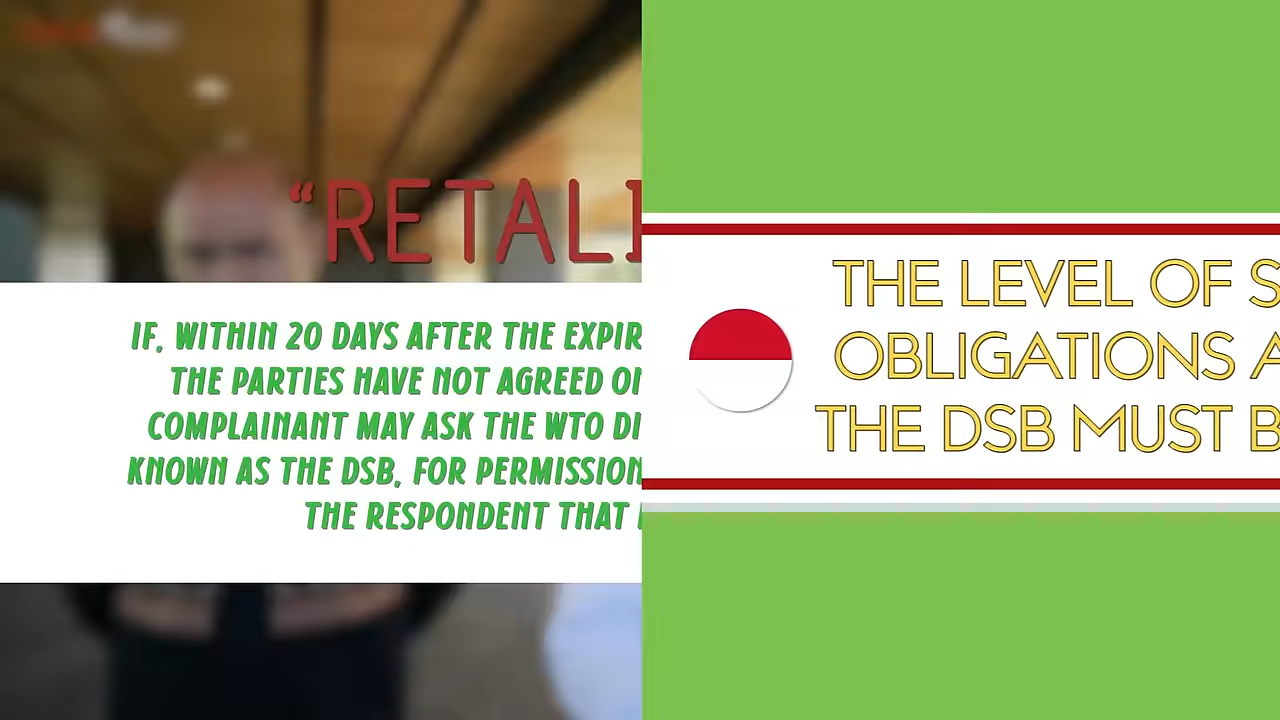 “RETALI
IF, WITHIN 20 DAYS AFTER THE EXPIR
THE PARTIES HAVE NOT AGREED ON
COMPLAINANT MAY ASK THE WTO DI
KNOWN AS THE DSB, FOR PERMISSION
THE RESPONDENT THAT
THE LEVEL OF S
OBLIGATIONS A
THE DSB MUST B